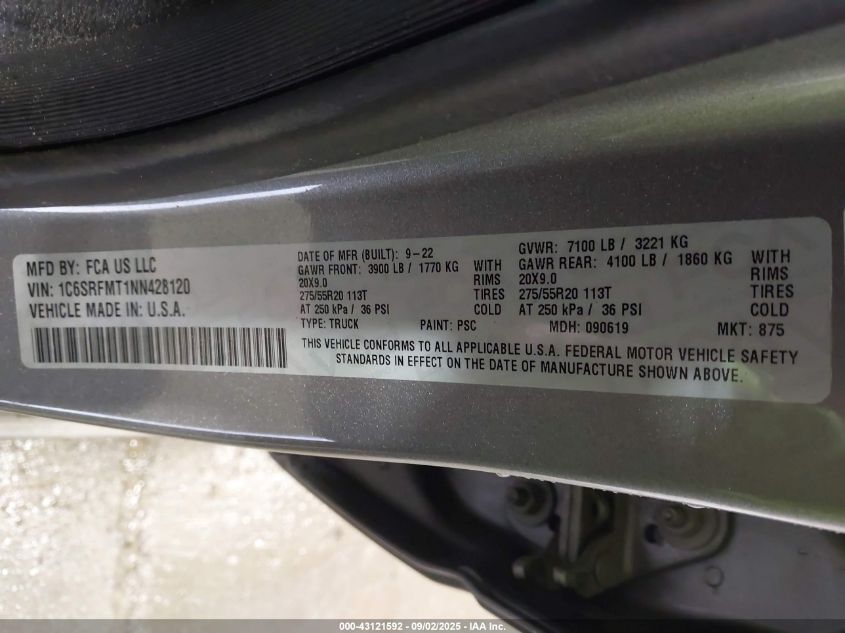 MFD BY: FCA US LLC
VIN: 1C6SRFMT1NN428120
VEHICLE MADE IN: U.S.A.
DATE OF MFR (BUILT): 9-22
GAWR FRONT: 3900 LB / 1770 KG WITH
20X9.0 RIMS
275/55R20 113T TIRES
AT 250 kPa / 36 PSI COLD
TYPE: TRUCK PAINT: PSC
GVWR: 7100 LB / 3221 KG
GAWR REAR: 4100 LB / 1860 KG WITH
20X9.0 RIMS
275/55R20 113T TIRES
AT 250 kPa / 36 PSI COLD
MDH: 090619 MKT: 875
THIS VEHICLE CONFORMS TO ALL APPLICABLE U.S.A. FEDERAL MOTOR VEHICLE SAFETY
STANDARDS IN EFFECT ON THE DATE OF MANUFACTURE SHOWN ABOVE.
000-43121592 - 09/02/2025 - IAA Inc.